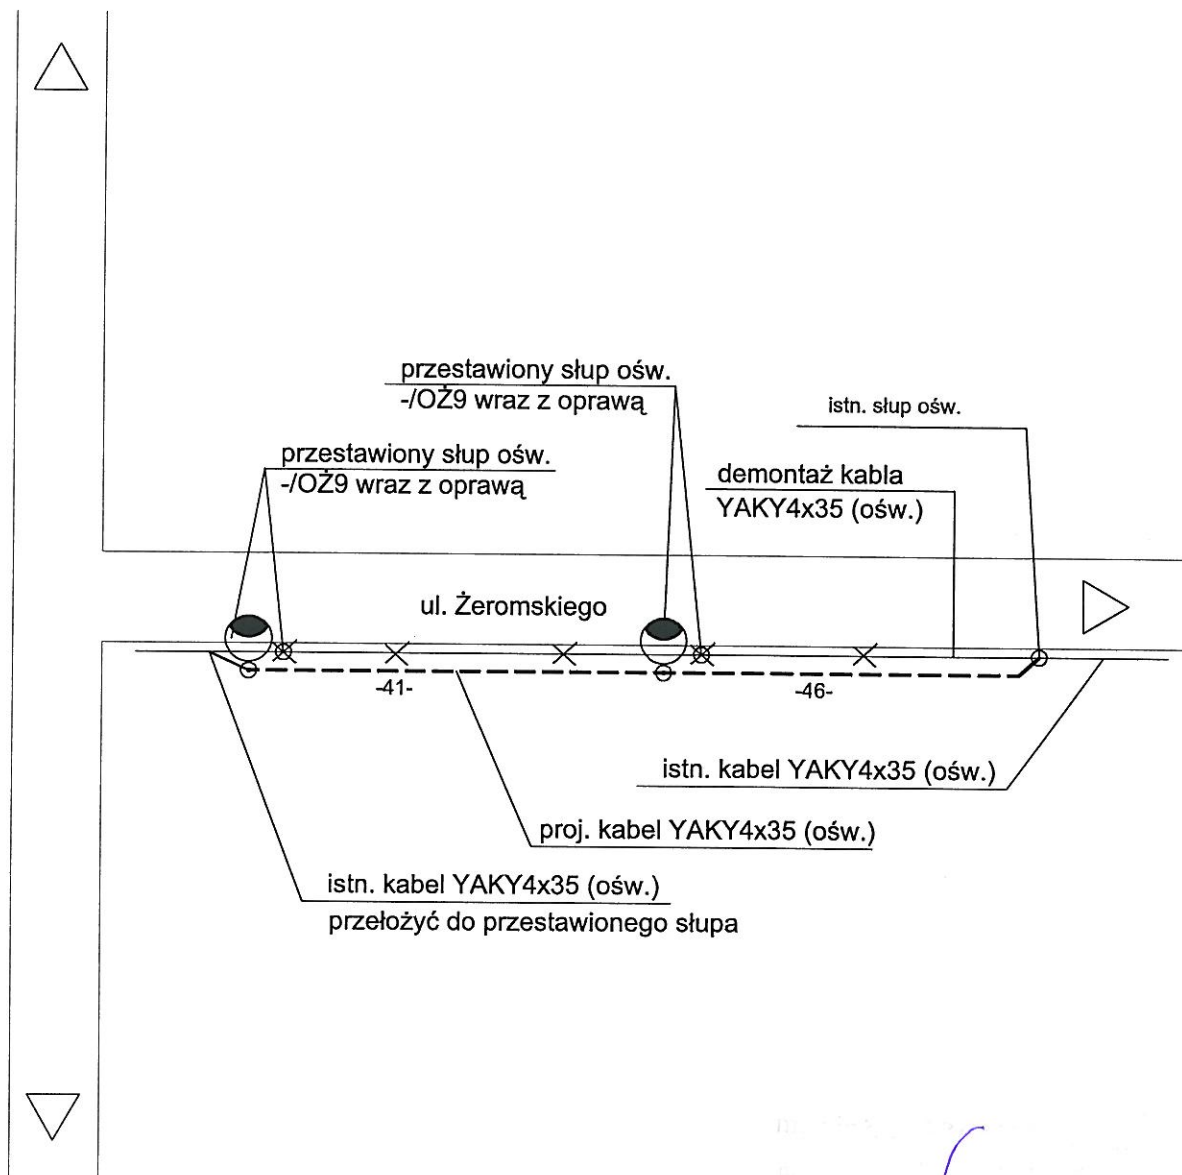 przestawiony słup ośw.
-/OŻ9 wraz z oprawą
istn. słup ośw.
przestawiony słup ośw.
-/OŻ9 wraz z oprawą
demontaż kabla
YAKY4x35 (ośw.)
ul. Żeromskiego
-41-
-46-
istn. kabel YAKY4x35 (ośw.)
proj. kabel YAKY4x35 (ośw.)
istn. kabel YAKY4x35 (ośw.)
przełożyć do przestawionego słupa